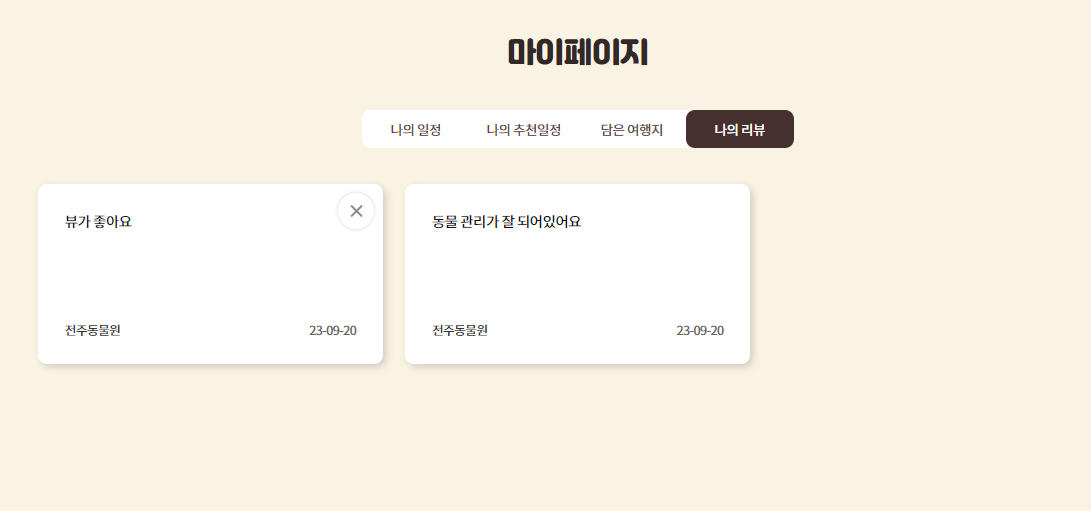 마이페이지
나의 일정 나의 추천일정 담은 여행지 나의 리뷰
뷰가 좋아요
전주동물원 23-09-20
동물 관리가 잘 되어있어요
전주동물원 23-09-20